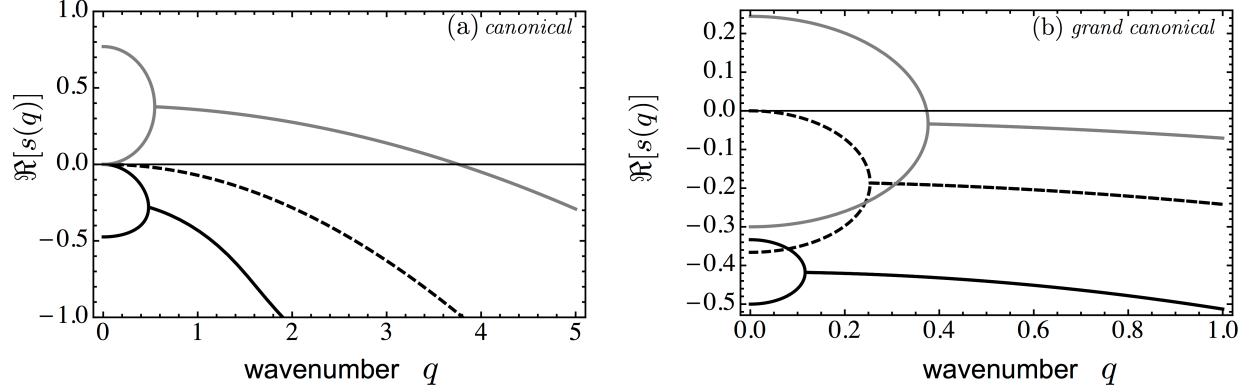 (a) canonical
1.0
0.5
0.0
−0.5
−1.0
ℜ[s(q)]
0 1 2 3 4 5
wavenumber q
(b) grand canonical
0.2
0.1
0.0
−0.1
−0.2
−0.3
−0.4
−0.5
ℜ[s(q)]
0.0 0.2 0.4 0.6 0.8 1.0
wavenumber q